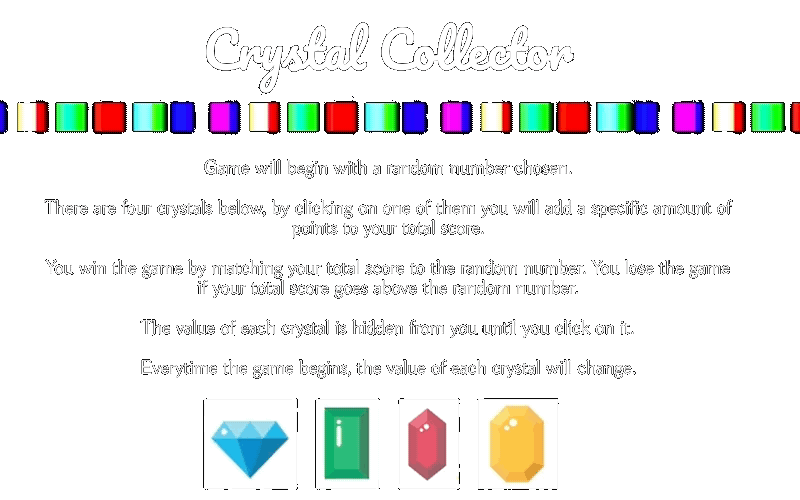 Crystal Collector
Game will begin with a random number chosen.
There are four crystals below, by clicking on one of them you will add a specific amount of
points to your total score.
You win the game by matching your total score to the random number. You lose the game
if your total score goes above the random number.
The value of each crystal is hidden from you until you click on it.
Everytime the game begins, the value of each crystal will change.